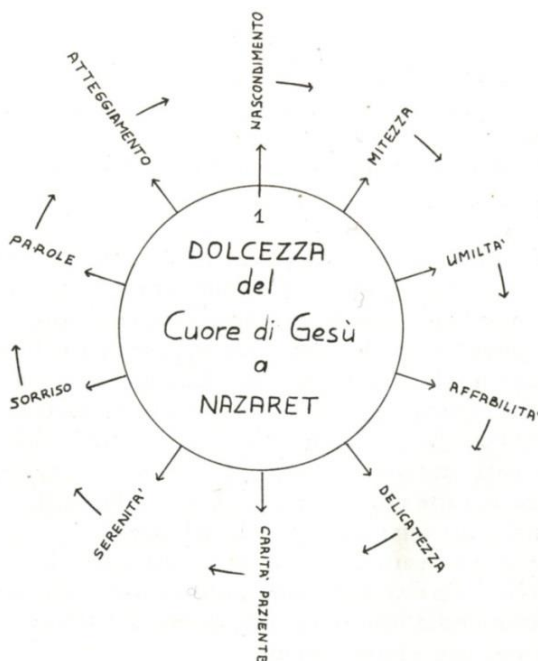 1
DOLCEZZA
del
Cuore di Gesù
a
NAZARET
NASCONDIMENTO
MITEZZA
UMILTA'
AFFABILITA'
DELICATEZZA
CARITA' PAZIENTE
SERENITA'
SORRISO
PAROLE
ATTEGGIAMENTO